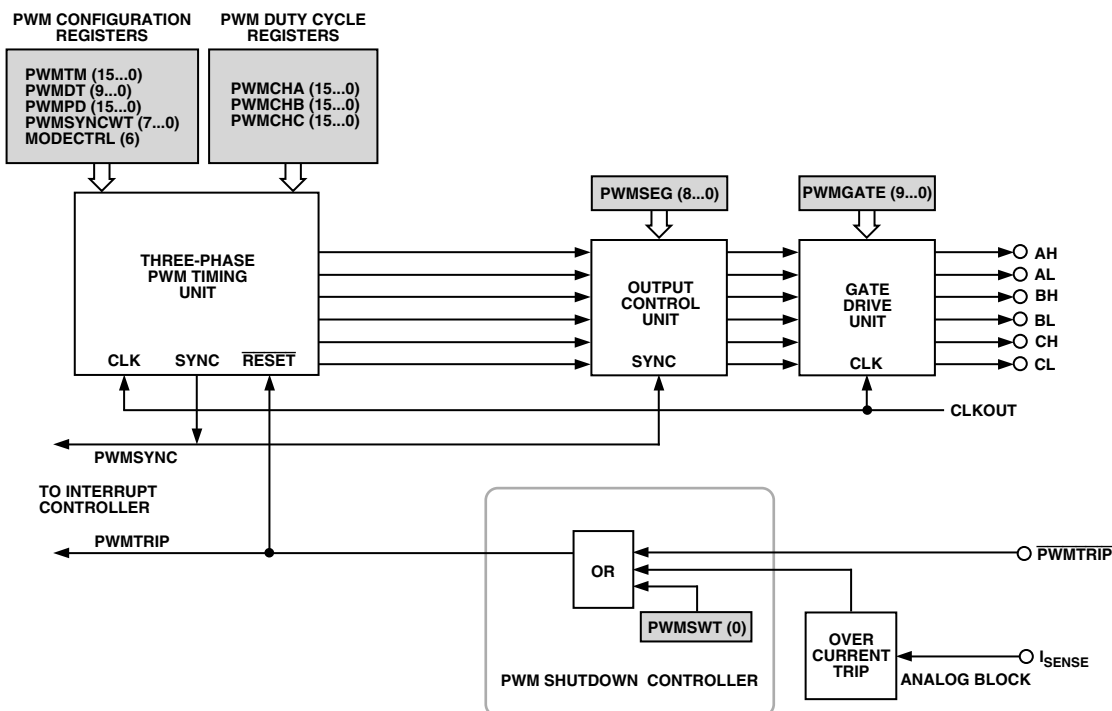 PWM CONFIGURATION
REGISTERS
PWM DUTY CYCLE
REGISTERS
PWMTM (15...0)
PWMDT (9...0)
PWMPD (15...0)
PWMSYNCWT (7...0)
MODECTRL (6)
PWMCHA (15...0)
PWMCHB (15...0)
PWMCHC (15...0)
PWMSEG (8...0)
PWMGATE (9...0)
THREE-PHASE
PWM TIMING
UNIT
CLK
SYNC
RESET
OUTPUT
CONTROL
UNIT
SYNC
GATE
DRIVE
UNIT
CLK
AH
AL
BH
BL
CH
CL
CLKOUT
PWMSYNC
TO INTERRUPT
CONTROLLER
PWMTRIP
OR
PWMTRIP
PWMSWT (0)
OVER
CURRENT
TRIP
ISENSE
ANALOG BLOCK
PWM SHUTDOWN CONTROLLER